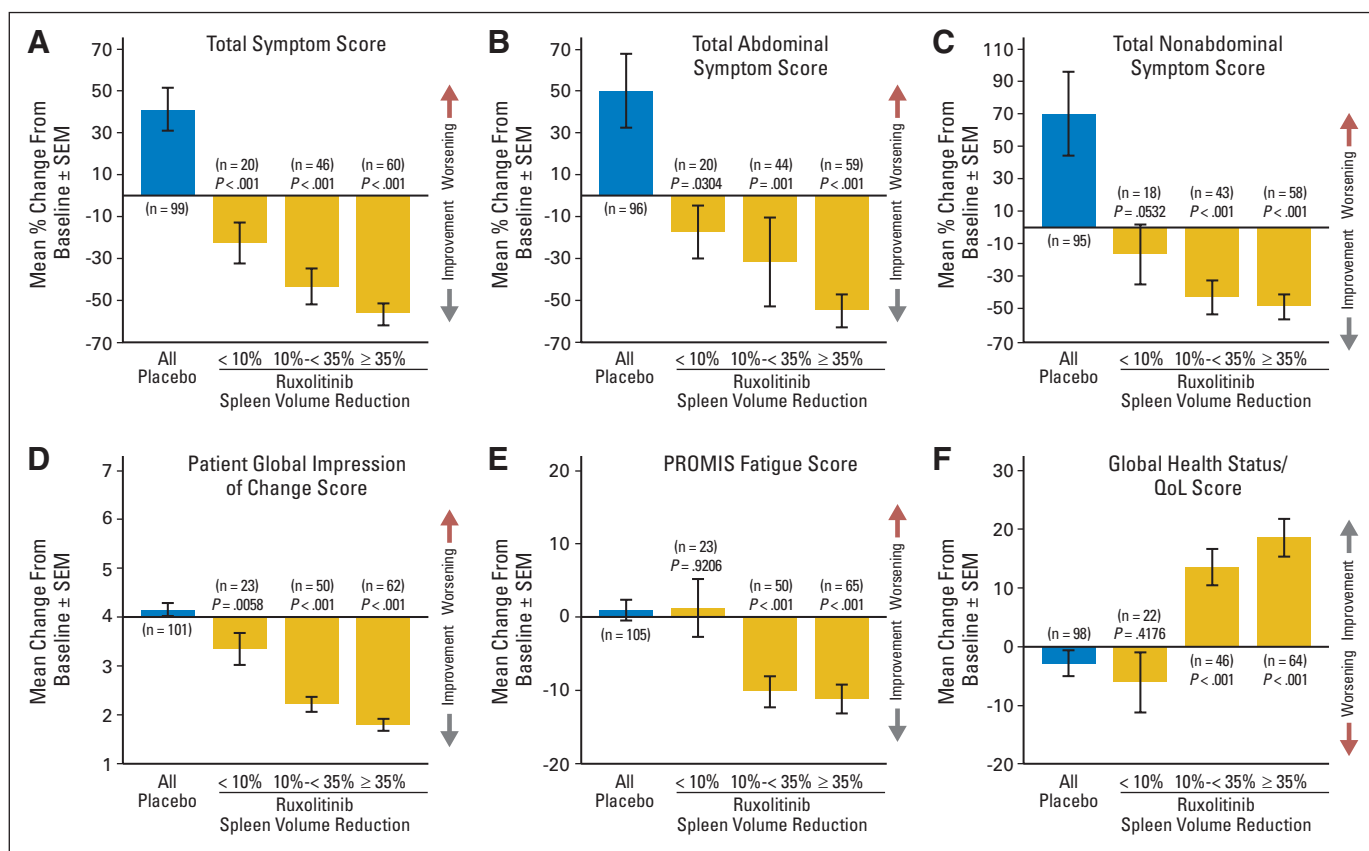 A
Total Symptom Score
Mean % Change From
Baseline ± SEM
70
50
30
10
-10
-30
-50
-70
(n = 99)
(n = 20)
P < .001
(n = 46)
P < .001
(n = 60)
P < .001
Worsening
Improvement
All
Placebo
< 10%
10%-< 35%
≥ 35%
Ruxolitinib
Spleen Volume Reduction
B
Total Abdominal
Symptom Score
Mean % Change From
Baseline ± SEM
70
50
30
10
-10
-30
-50
-70
(n = 96)
(n = 20)
P = .0304
(n = 44)
P = .001
(n = 59)
P < .001
Worsening
Improvement
All
Placebo
< 10%
10%-< 35%
≥ 35%
Ruxolitinib
Spleen Volume Reduction
C
Total Nonabdominal
Symptom Score
Mean % Change From
Baseline ± SEM
110
90
70
50
30
10
-10
-30
-50
-70
(n = 95)
(n = 18)
P = .0532
(n = 43)
P < .001
(n = 58)
P < .001
Worsening
Improvement
All
Placebo
< 10%
10%-< 35%
≥ 35%
Ruxolitinib
Spleen Volume Reduction
D
Patient Global Impression
of Change Score
Mean Change From
Baseline ± SEM
7
6
5
4
3
2
1
(n = 101)
(n = 23)
P = .0058
(n = 50)
P < .001
(n = 62)
P < .001
Worsening
Improvement
All
Placebo
< 10%
10%-< 35%
≥ 35%
Ruxolitinib
Spleen Volume Reduction
E
PROMIS Fatigue Score
Mean Change From
Baseline ± SEM
20
10
0
-10
-20
(n = 105)
(n = 23)
P = .9206
(n = 50)
P < .001
(n = 65)
P < .001
Worsening
Improvement
All
Placebo
< 10%
10%-< 35%
≥ 35%
Ruxolitinib
Spleen Volume Reduction
F
Global Health Status/
QoL Score
Mean Change From
Baseline ± SEM
30
20
10
0
-10
-20
(n = 98)
(n = 22)
P = .4176
(n = 46)
P < .001
(n = 64)
P < .001
Improvement
Worsening
All
Placebo
< 10%
10%-< 35%
≥ 35%
Ruxolitinib
Spleen Volume Reduction